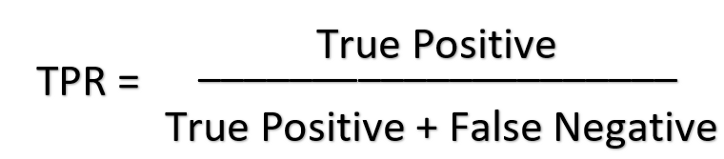 True Positive
TPR =
True Positive + False Negative